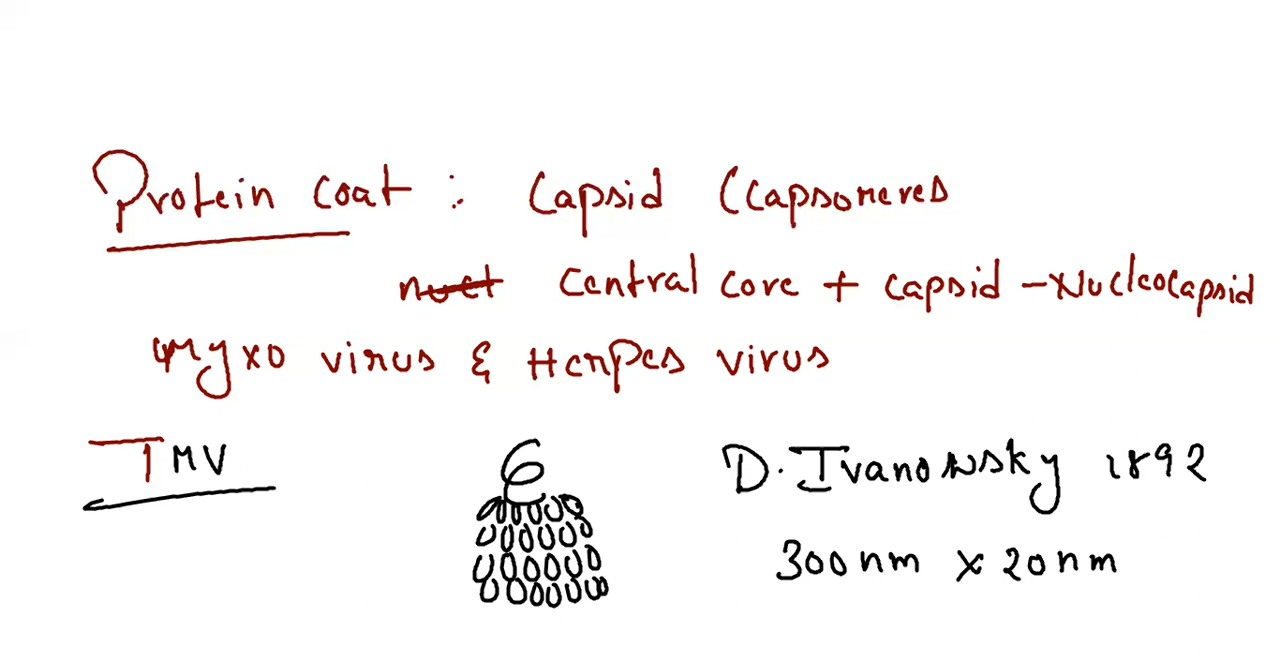 Protein coat : Capsid (Capsomeres
Central core + capsid - Nucleocapsid
Myxo virus & Herpes virus
TMV
D. Ivanowsky 1892
300 nm x 20 nm